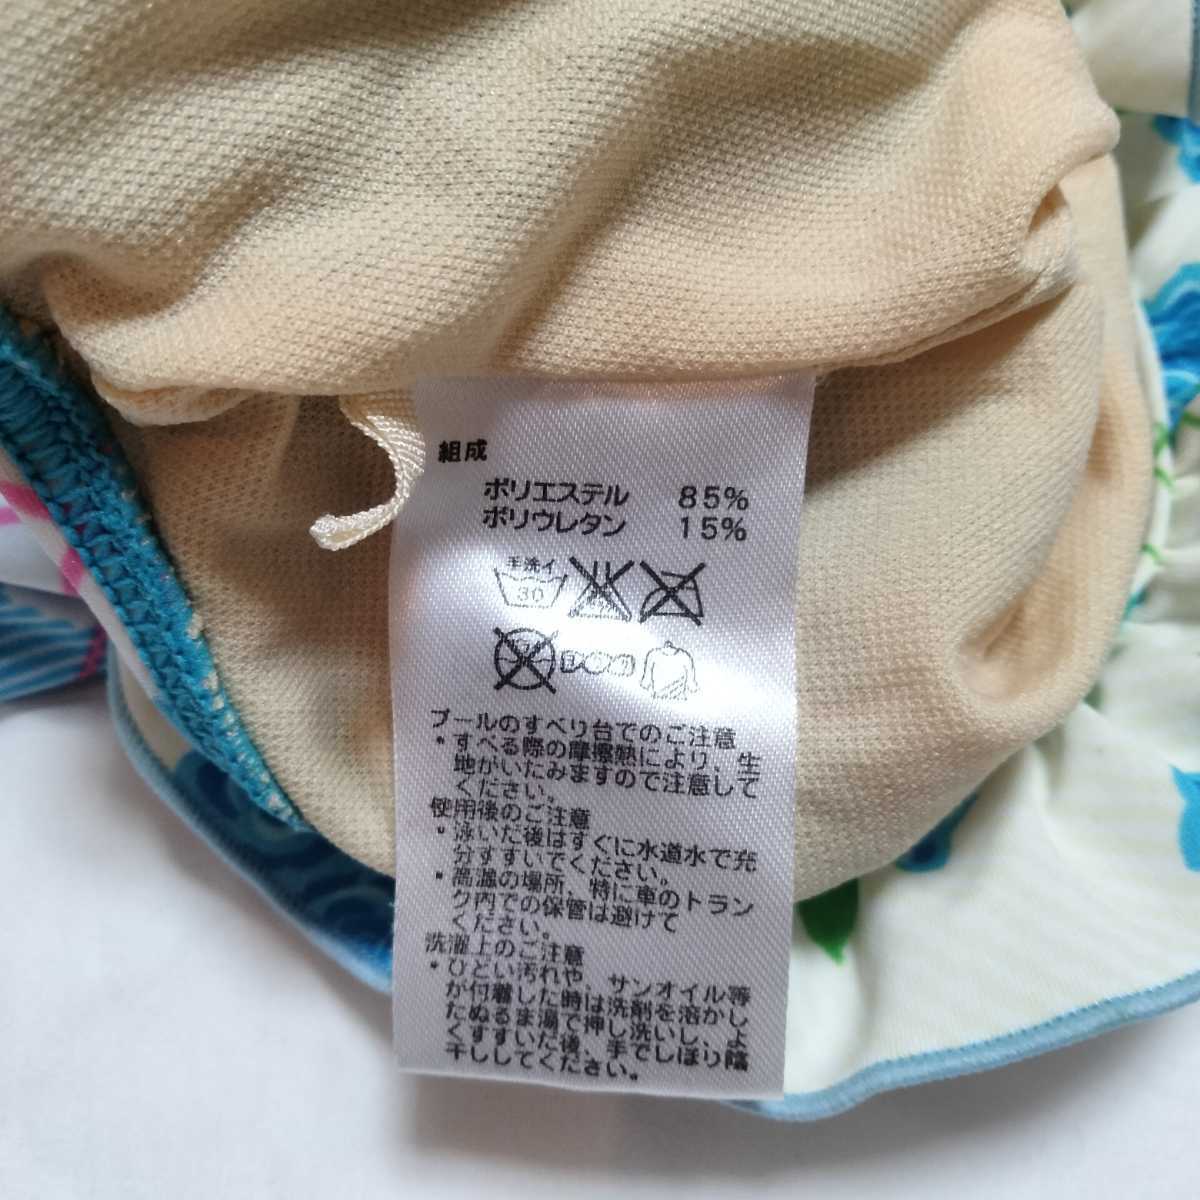 組成
ポリエステル 85%
ポリウレタン 15%
手洗イ
30
プールのすべり台でのご注意
・すべる際の摩擦熱により、生
地がいたみますので注意して
ください。
使用後のご注意
・泳いだ後はすぐに水道水で充
分すすいでください。
・高温の場所、特に車のトラン
ク内での保管は避けて
ください。
洗濯上のご注意
・ひどい汚れや、サンオイル等
が付着した時は洗剤を溶かし
たぬるま湯で押し洗いし、よ
くすすいだ後、手でしぼり陰
干ししてください。